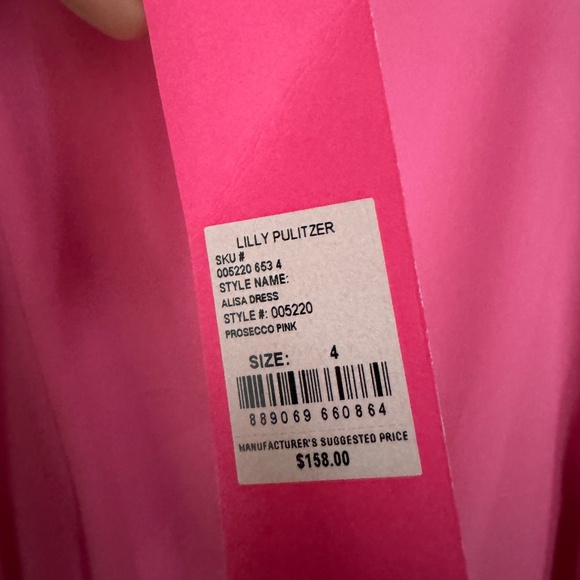 LILLY PULITZER
SKU #
005220 653 4
STYLE NAME:
ALISA DRESS
STYLE #: 005220
PROSECCO PINK
SIZE: 4
889069 660864
MANUFACTURER'S SUGGESTED PRICE
$158.00